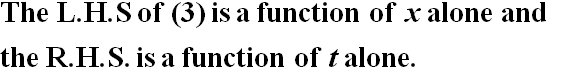 The L.H.S of (3) is a function of x alone and
the R.H.S. is a function of t alone.